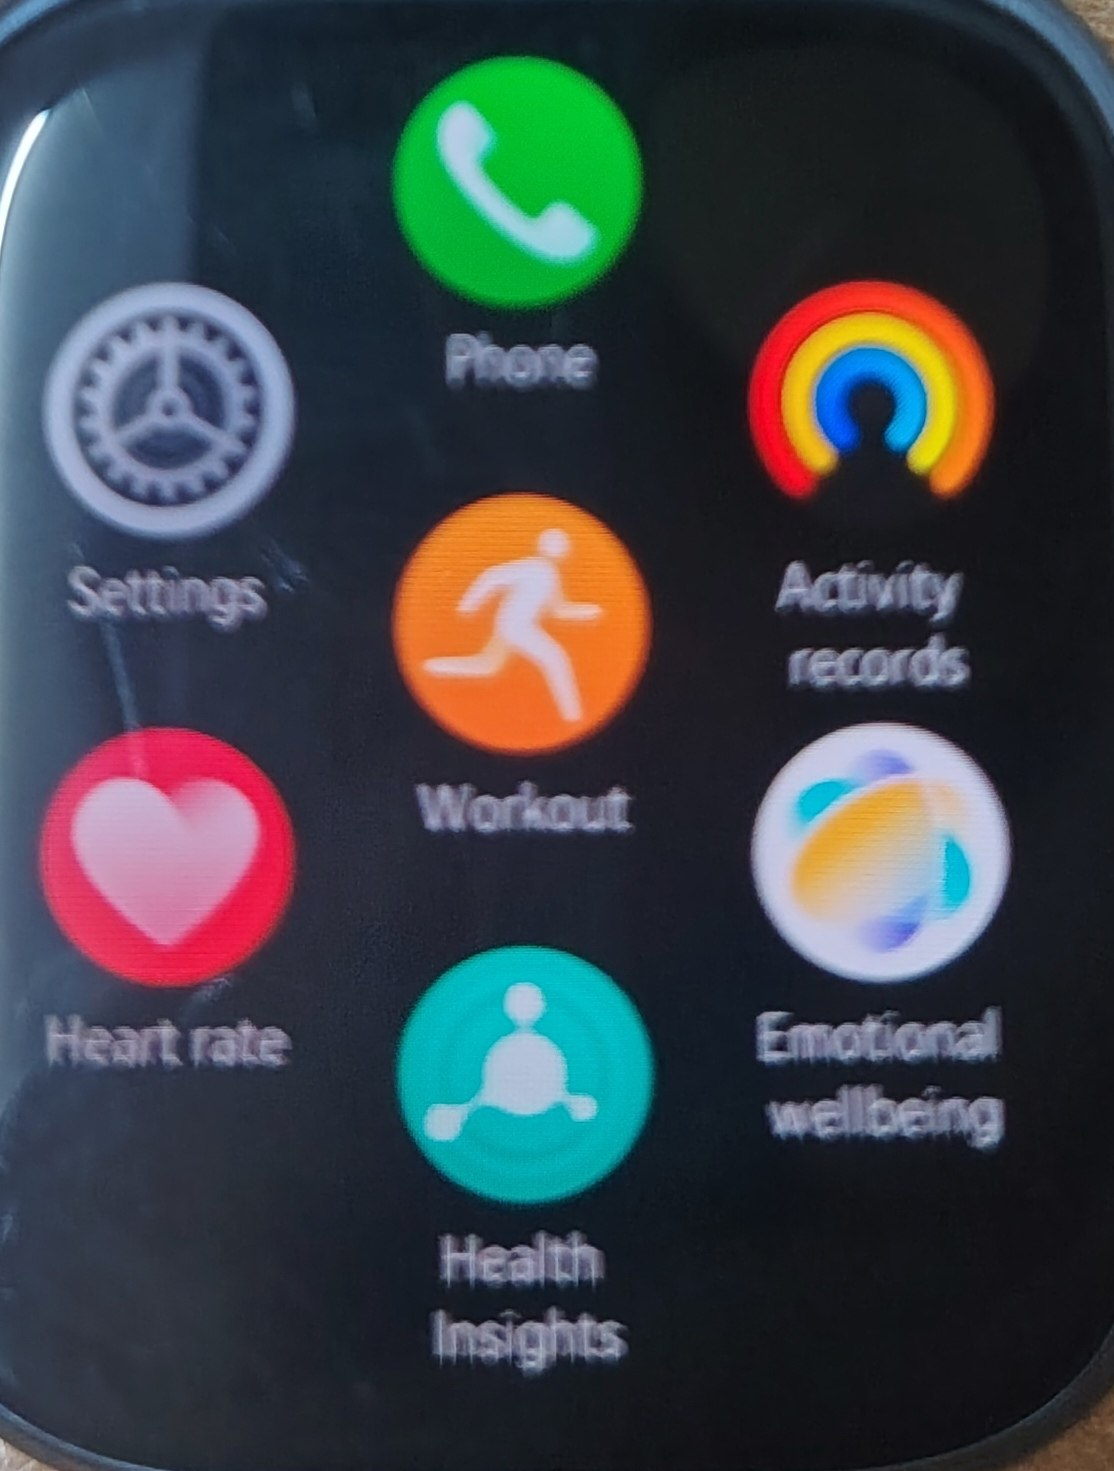 Phone
Settings
Activity
records
Workout
Heart rate
Emotional
wellbeing
Health
Insights